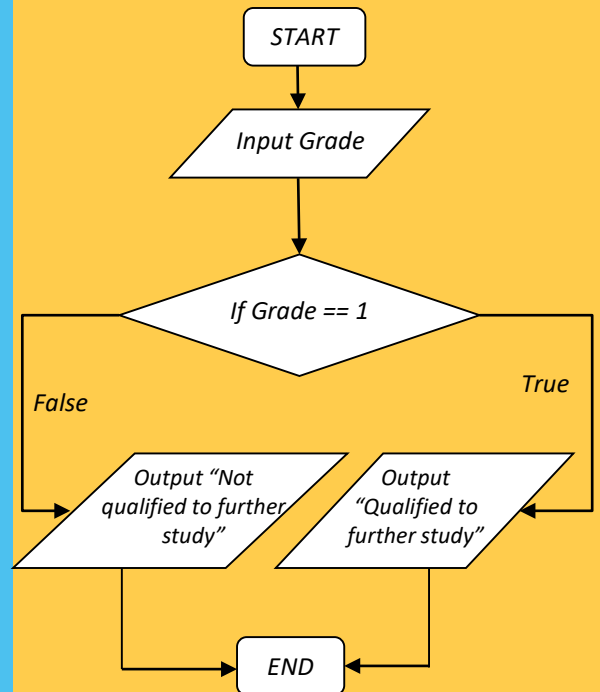 START
Input Grade
If Grade == 1
False
True
Output “Not
qualified to further
study”
Output
“Qualified to
further study”
END